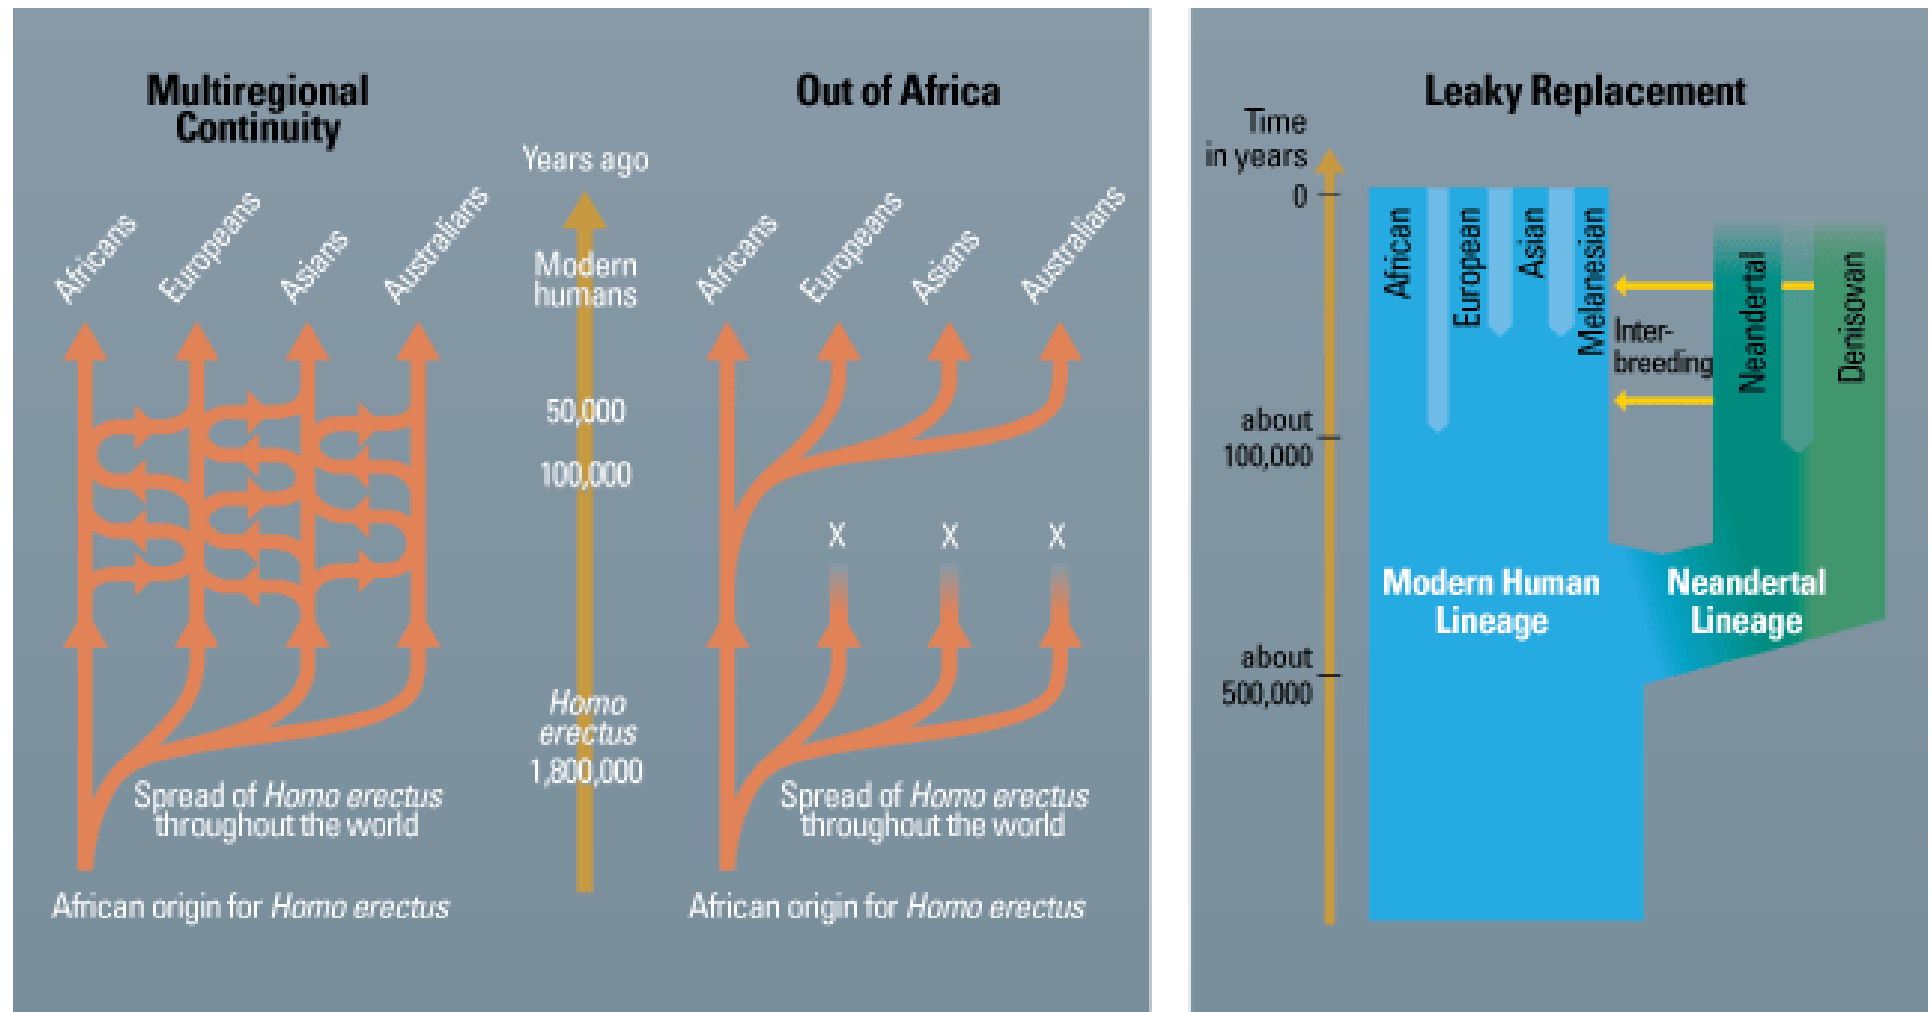 Multiregional
Continuity
Africans
Europeans
Asians
Australians
Years ago
Modern
humans
50,000
100,000
Homo
erectus
1,800,000
Spread of Homo erectus
throughout the world
African origin for Homo erectus
Out of Africa
Africans
Europeans
Asians
Australians
X X X
Spread of Homo erectus
throughout the world
African origin for Homo erectus
Leaky Replacement
Time
in years
0
about
100,000
about
500,000
African
European
Asian
Melanesian
Inter-
breeding
Neandertal
Denisovan
Modern Human
Lineage
Neandertal
Lineage